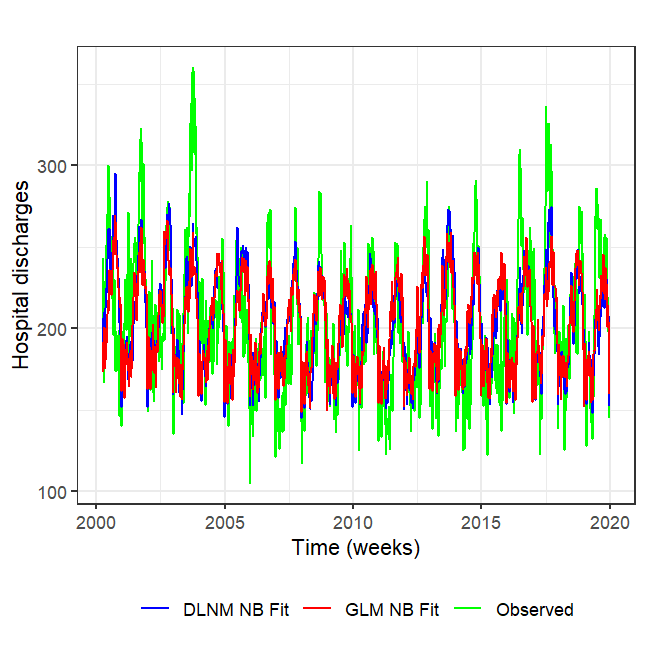 Hospital discharges
300
200
100
2000 2005 2010 2015 2020
Time (weeks)
DLNM NB Fit GLM NB Fit Observed